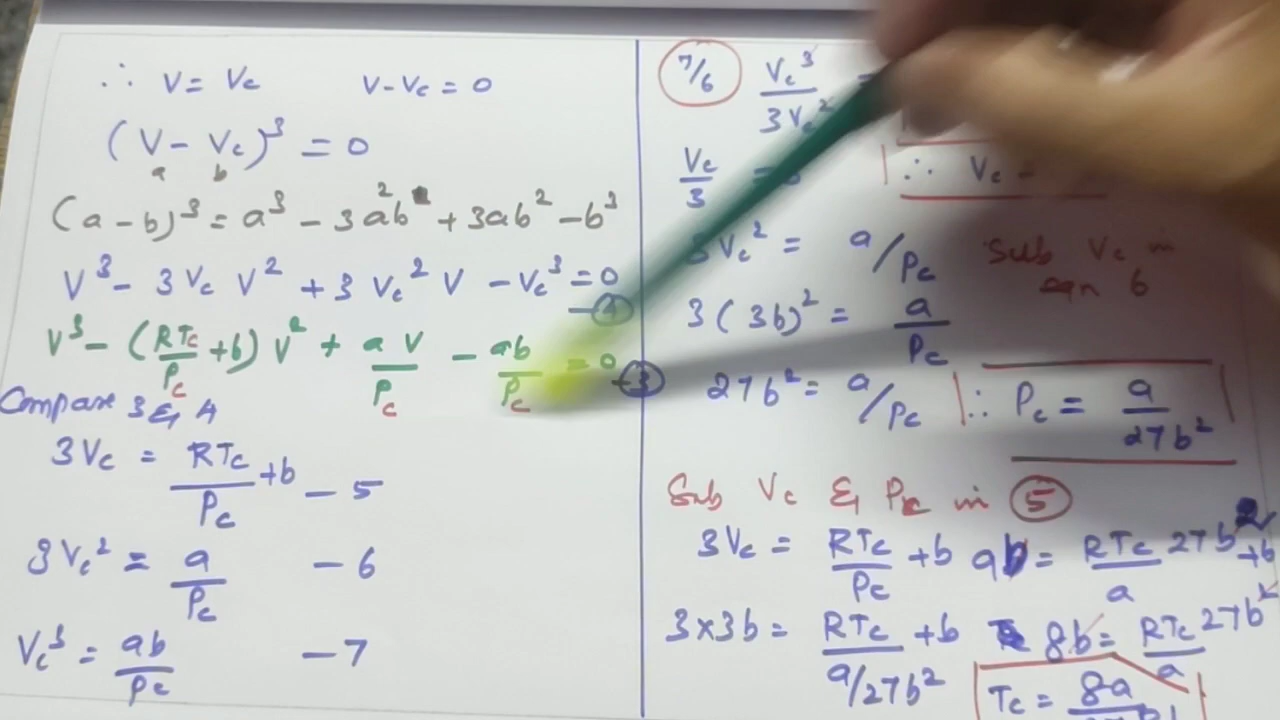 ∴ V = Vc    V - Vc = 0
(V - Vc)³ = 0
a    b
(a - b)³ = a³ - 3a²b + 3ab² - b³
V³ - 3Vc V² + 3Vc² V - Vc³ = 0
- 4
V³ - (RTc/Pc + b) V² + aV/Pc - ab/Pc = 0
- 3
Compare 3 & 4
3Vc = RTc/Pc + b - 5
3Vc² = a/Pc - 6
Vc³ = ab/Pc - 7
7/6 Vc³/3Vc² =
Vc/3 =
∴ Vc =
3Vc² = a/Pc
Sub Vc in
eqn 6
3(3b)² = a/Pc
27b² = a/Pc    ∴ Pc = a/27b²
Sub Vc & Pc in 5
3Vc = RTc/Pc + b    9b = RTc 27b²/a + b
3×3b = RTc/a/27b² + b    8b = RTc 27b²/a
Tc = 8a